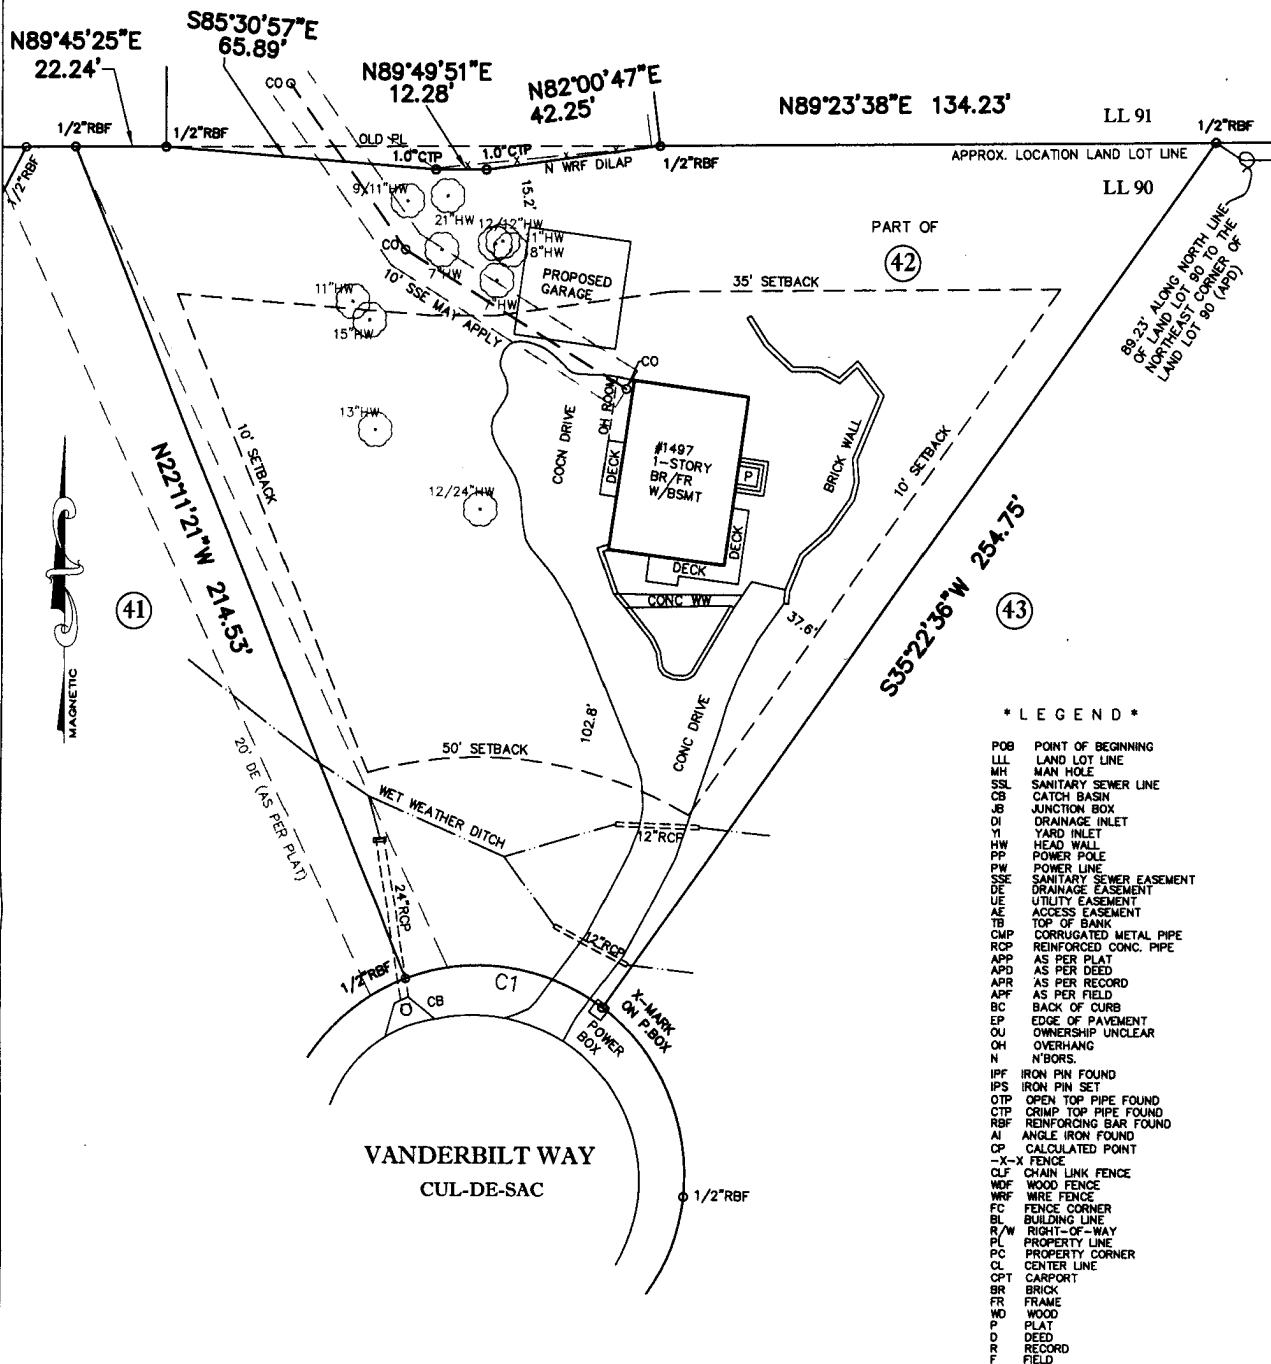 N89°45'25"E
22.24'
S85°30'57"E
65.89'
N89°49'51"E
12.28'
N82°00'47"E
42.25'
N89°23'38"E 134.23'
LL 91
1/2"RBF
1/2"RBF
1/2"RBF
1/2"RBF
1/2"RBF
CO
OLD PL
1.0"CTP
1.0"CTP
N WRF DILAP
APPROX. LOCATION LAND LOT LINE
LL 90
15.2'
9/11"HW
21"HW
12/12"HW
8"HW
7"HW
CO
11"HW
15"HW
13"HW
12/24"HW
10' SSE MAY APPLY
PROPOSED
GARAGE
PART OF
42
35' SETBACK
89.23' ALONG NORTH LINE
OF LAND LOT 90 TO THE
NORTHEAST CORNER OF
LAND LOT 90 (APD)
CO
OH ROOM
COCN DRIVE
DECK
#1497
1-STORY
BR/FR
W/BSMT
P
DECK
DECK
CONC WW
BRICK WALL
10' SETBACK
10' SETBACK
N22°11'21"W 214.53'
S35°22'36"W 254.75'
41
43
37.6'
MAGNETIC
102.8'
CONC DRIVE
50' SETBACK
WET WEATHER DITCH
20' DE (AS PER PLAT)
12"RCP
24"RCP
12"RCP
1/2"RBF
CB
C1
X-MARK
ON P.BOX
POWER
BOX
VANDERBILT WAY
CUL-DE-SAC
1/2"RBF
*LEGEND*
POB POINT OF BEGINNING
LLL LAND LOT LINE
MH MAN HOLE
SSL SANITARY SEWER LINE
CB CATCH BASIN
JB JUNCTION BOX
DI DRAINAGE INLET
YI YARD INLET
HW HEAD WALL
PP POWER POLE
PW POWER LINE
SSE SANITARY SEWER EASEMENT
DE DRAINAGE EASEMENT
UE UTILITY EASEMENT
AE ACCESS EASEMENT
TB TOP OF BANK
CMP CORRUGATED METAL PIPE
RCP REINFORCED CONC. PIPE
APP AS PER PLAT
APD AS PER DEED
APR AS PER RECORD
APF AS PER FIELD
BC BACK OF CURB
EP EDGE OF PAVEMENT
OU OWNERSHIP UNCLEAR
OH OVERHANG
N N'BORS.
IPF IRON PIN FOUND
IPS IRON PIN SET
OTP OPEN TOP PIPE FOUND
CTP CRIMP TOP PIPE FOUND
RBF REINFORCING BAR FOUND
AI ANGLE IRON FOUND
CP CALCULATED POINT
-X-X FENCE
CLF CHAIN LINK FENCE
WDF WOOD FENCE
WRF WIRE FENCE
FC FENCE CORNER
BL BUILDING LINE
R/W RIGHT-OF-WAY
PL PROPERTY LINE
PC PROPERTY CORNER
CL CENTER LINE
CPT CARPORT
BR BRICK
FR FRAME
WD WOOD
P PLAT
D DEED
R RECORD
F FIELD